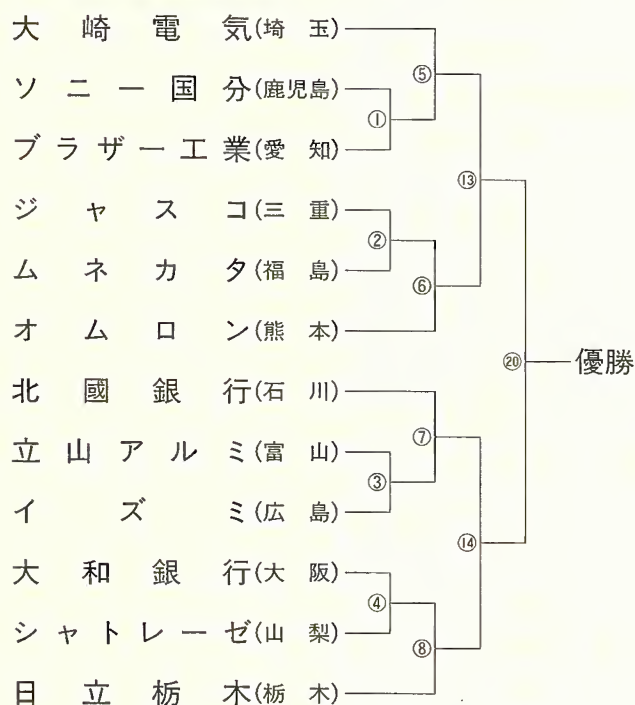 大崎電気(埼玉)
ソニー国分(鹿児島)
ブラザー工業(愛知)
ジャスコ(三重)
ムネカタ(福島)
オムロン(熊本)
北國銀行(石川)
立山アルミ(富山)
イズミ(広島)
大和銀行(大阪)
シャトレーゼ(山梨)
日立栃木(栃木)
①
②
③
④
⑤
⑥
⑦
⑧
⑬
⑭
⑳
優勝